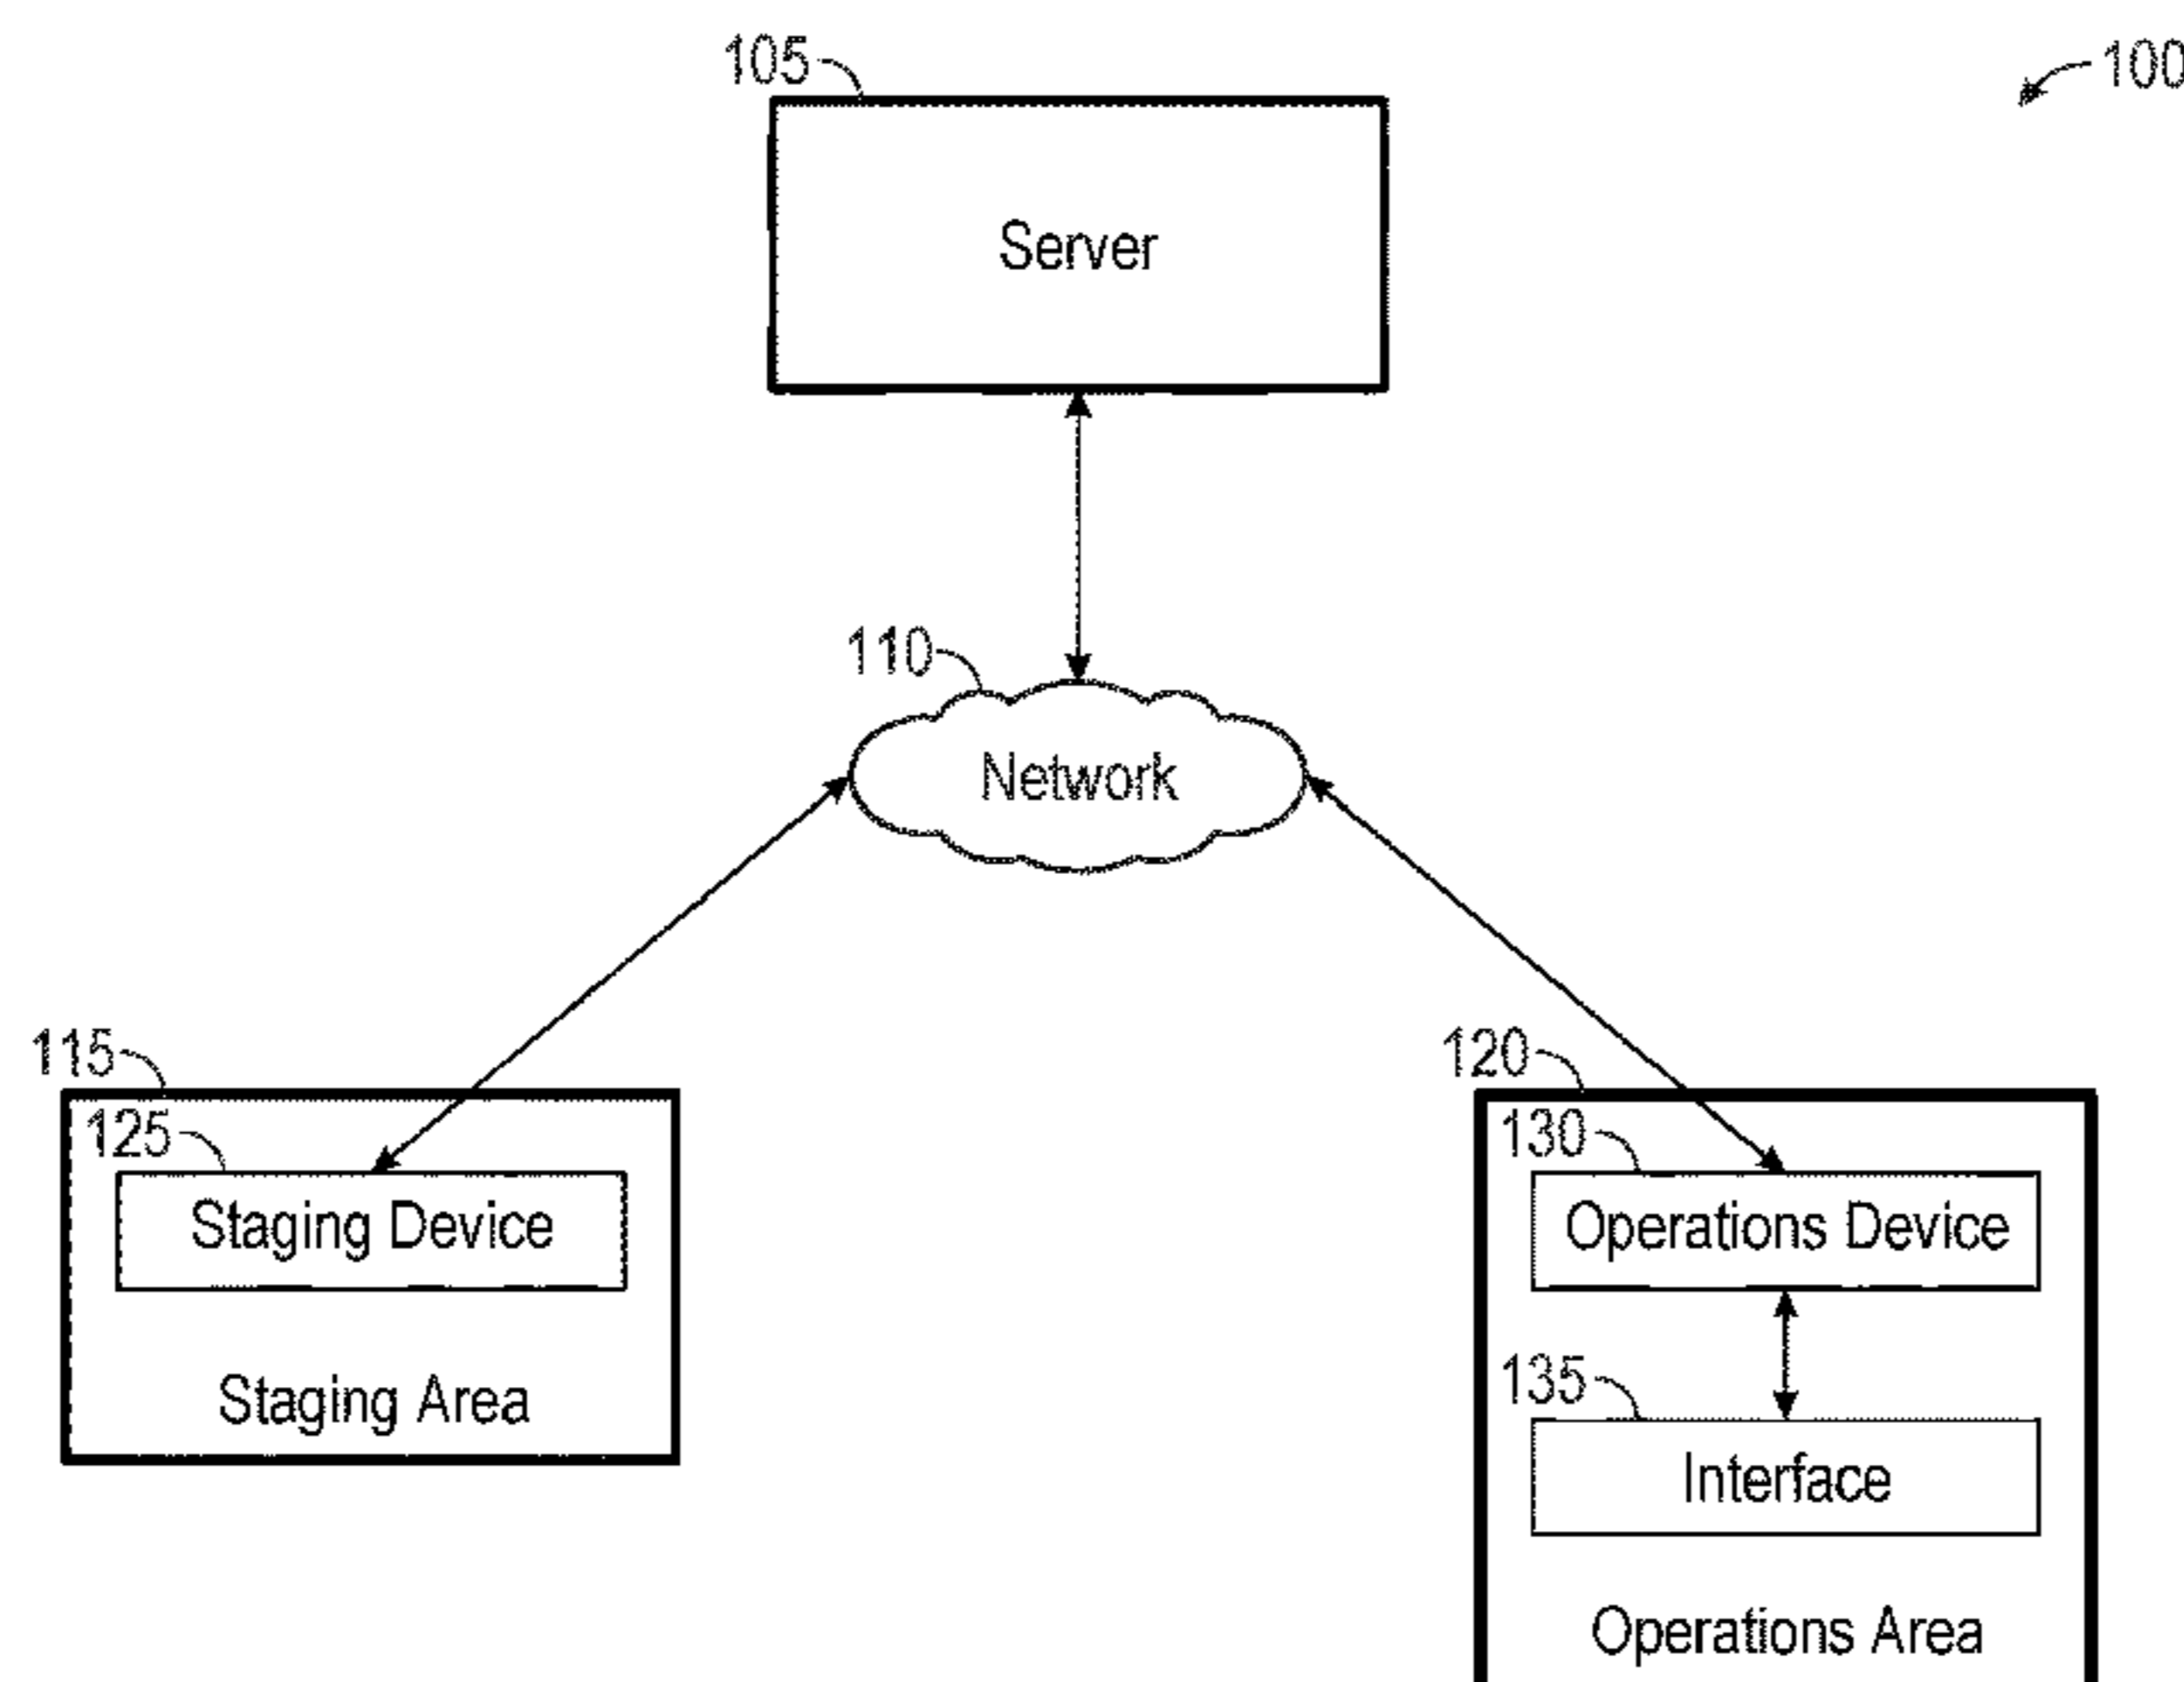 105
100
Server
110
Network
115
120
125
130
Staging Device
Operations Device
135
Staging Area
Interface
Operations Area